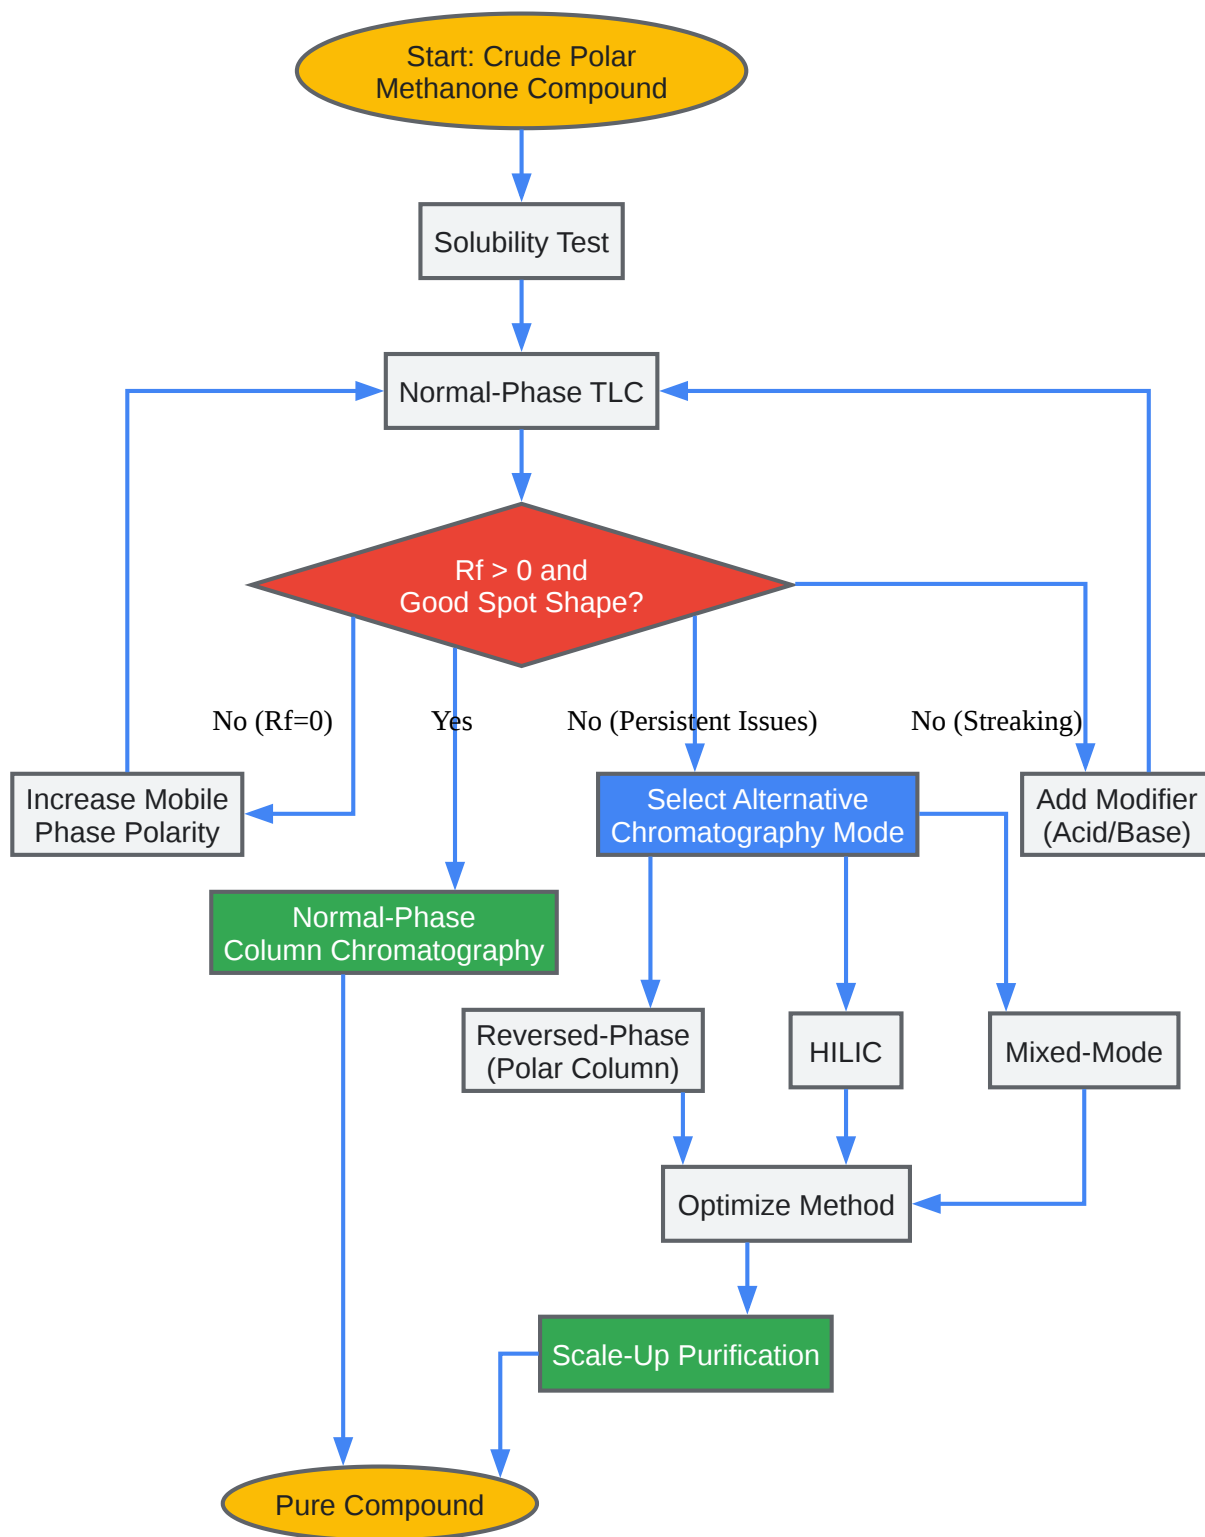 Start: Crude Polar
Methanone Compound
Solubility Test
Normal-Phase TLC
Rf > 0 and
Good Spot Shape?
No (Rf=0)
Yes
No (Persistent Issues)
No (Streaking)
Increase Mobile
Phase Polarity
Select Alternative
Chromatography Mode
Add Modifier
(Acid/Base)
Normal-Phase
Column Chromatography
Reversed-Phase
(Polar Column)
HILIC
Mixed-Mode
Optimize Method
Scale-Up Purification
Pure Compound